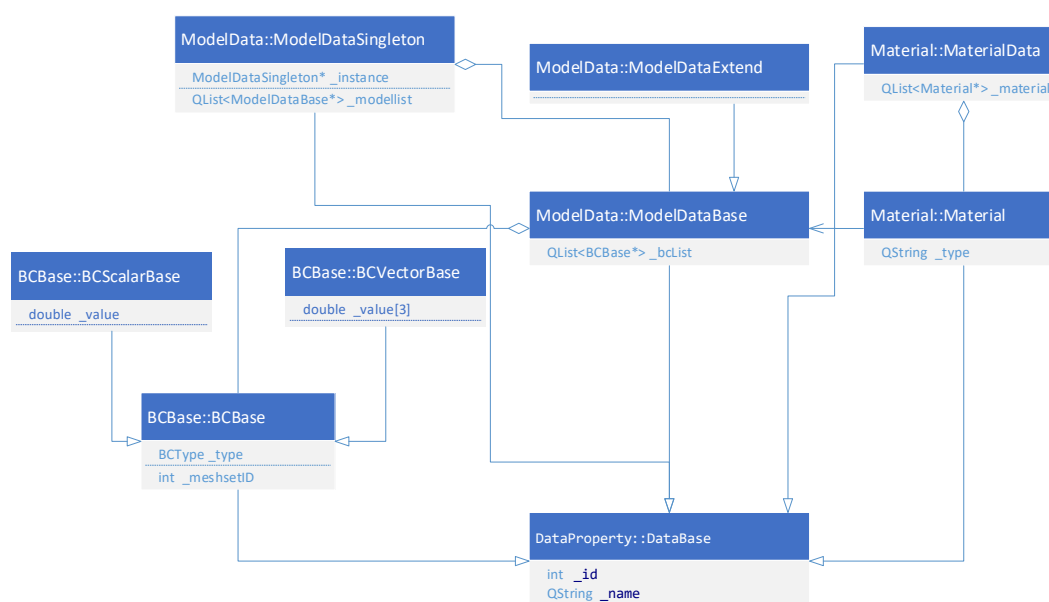 ModelData::ModelDataSingleton
ModelDataSingleton* _instance
QList<ModelDataBase*> _modellist
ModelData::ModelDataExtend
Material::MaterialData
QList<Material*> _material
ModelData::ModelDataBase
QList<BCBase*> _bcList
Material::Material
QString _type
BCBase::BCScalarBase
double _value
BCBase::BCVectorBase
double _value[3]
BCBase::BCBase
BCType _type
int _meshsetID
DataProperty::DataBase
int _id
QString _name